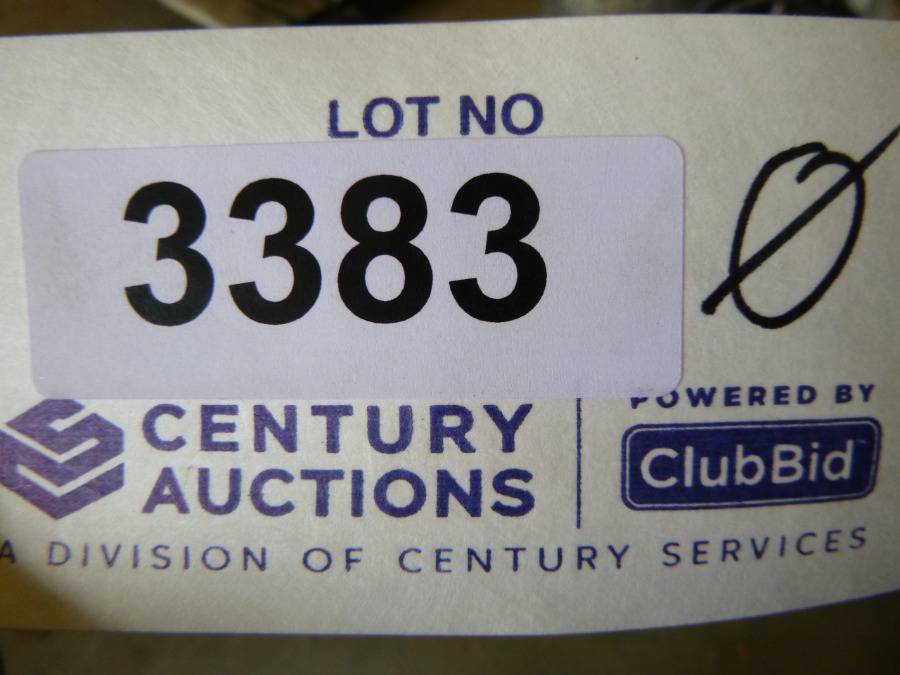 LOT NO
3383
Ø
CENTURY
AUCTIONS
POWERED BY
ClubBid
A DIVISION OF CENTURY SERVICES